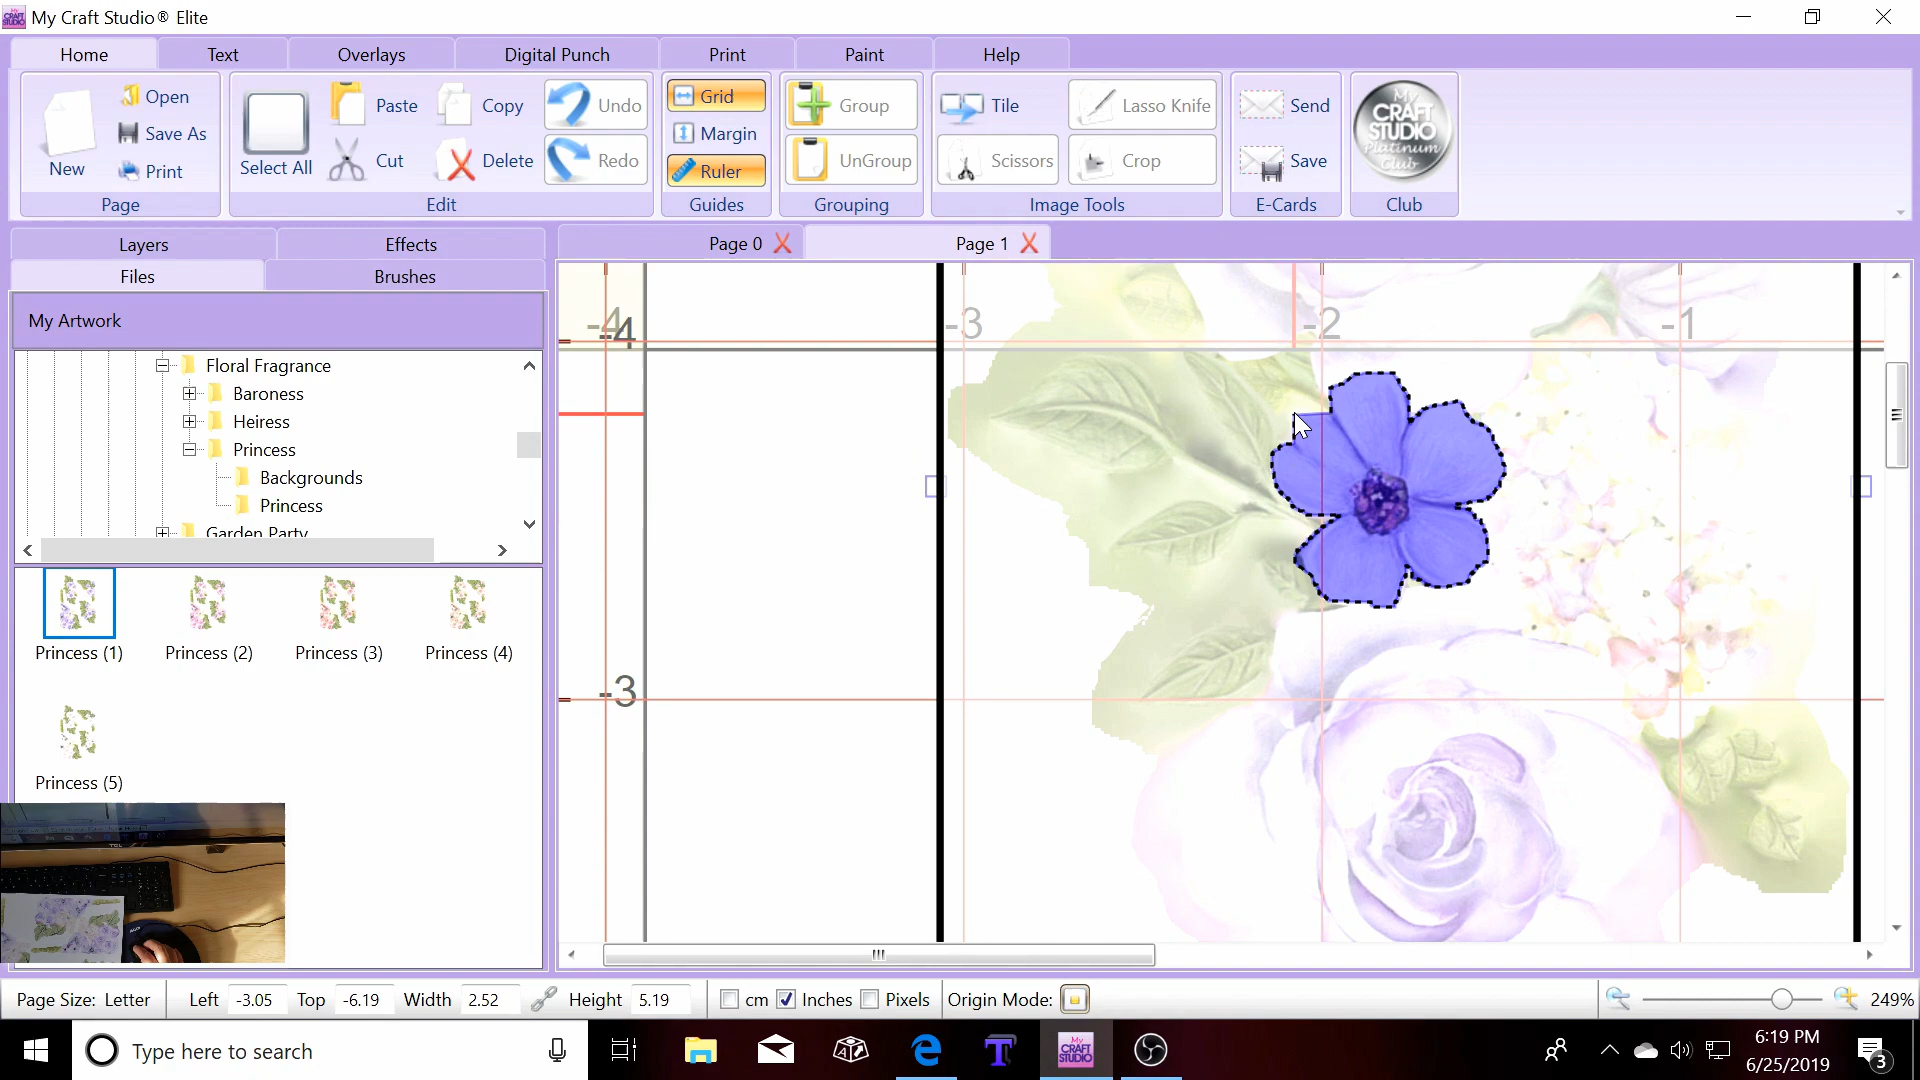 My Craft Studio® Elite
Home
Text
Overlays
Digital Punch
Print
Paint
Help
New
Open
Save As
Print
Page
Select All
Paste
Copy
Cut
Delete
Undo
Redo
Edit
Grid
Margin
Ruler
Guides
Group
UnGroup
Grouping
Tile
Lasso Knife
Scissors
Crop
Image Tools
Send
Save
E-Cards
My
CRAFT
STUDIO
Platinum
Club
Club
Layers
Effects
Files
Brushes
Page 0
Page 1
My Artwork
Floral Fragrance
Baroness
Heiress
Princess
Backgrounds
Princess
Garden Party
Princess (1)
Princess (2)
Princess (3)
Princess (4)
Princess (5)
-4
-4
-3
-2
-1
-3
Page Size: Letter
Left -3.05 Top -6.19 Width 2.52 Height 5.19
cm Inches Pixels Origin Mode:
249%
Type here to search
My
CRAFT
STUDIO
6:19 PM
6/25/2019
3